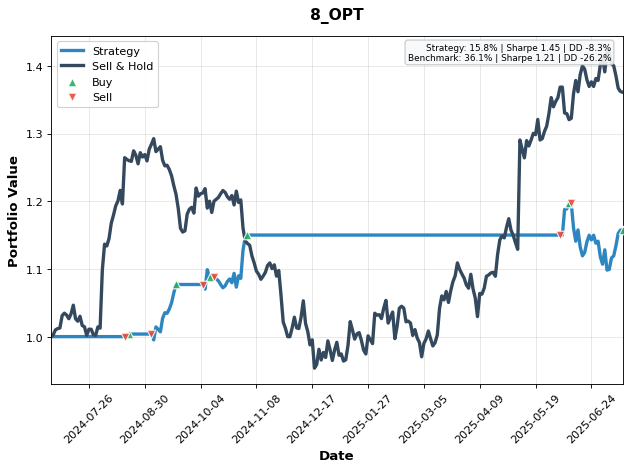 8_OPT
Strategy
Sell & Hold
Buy
Sell
Strategy: 15.8% | Sharpe 1.45 | DD -8.3%
Benchmark: 36.1% | Sharpe 1.21 | DD -26.2%
Portfolio Value
1.4
1.3
1.2
1.1
1.0
2024-07-26
2024-08-30
2024-10-04
2024-11-08
2024-12-17
2025-01-27
2025-03-05
2025-04-09
2025-05-19
2025-06-24
Date